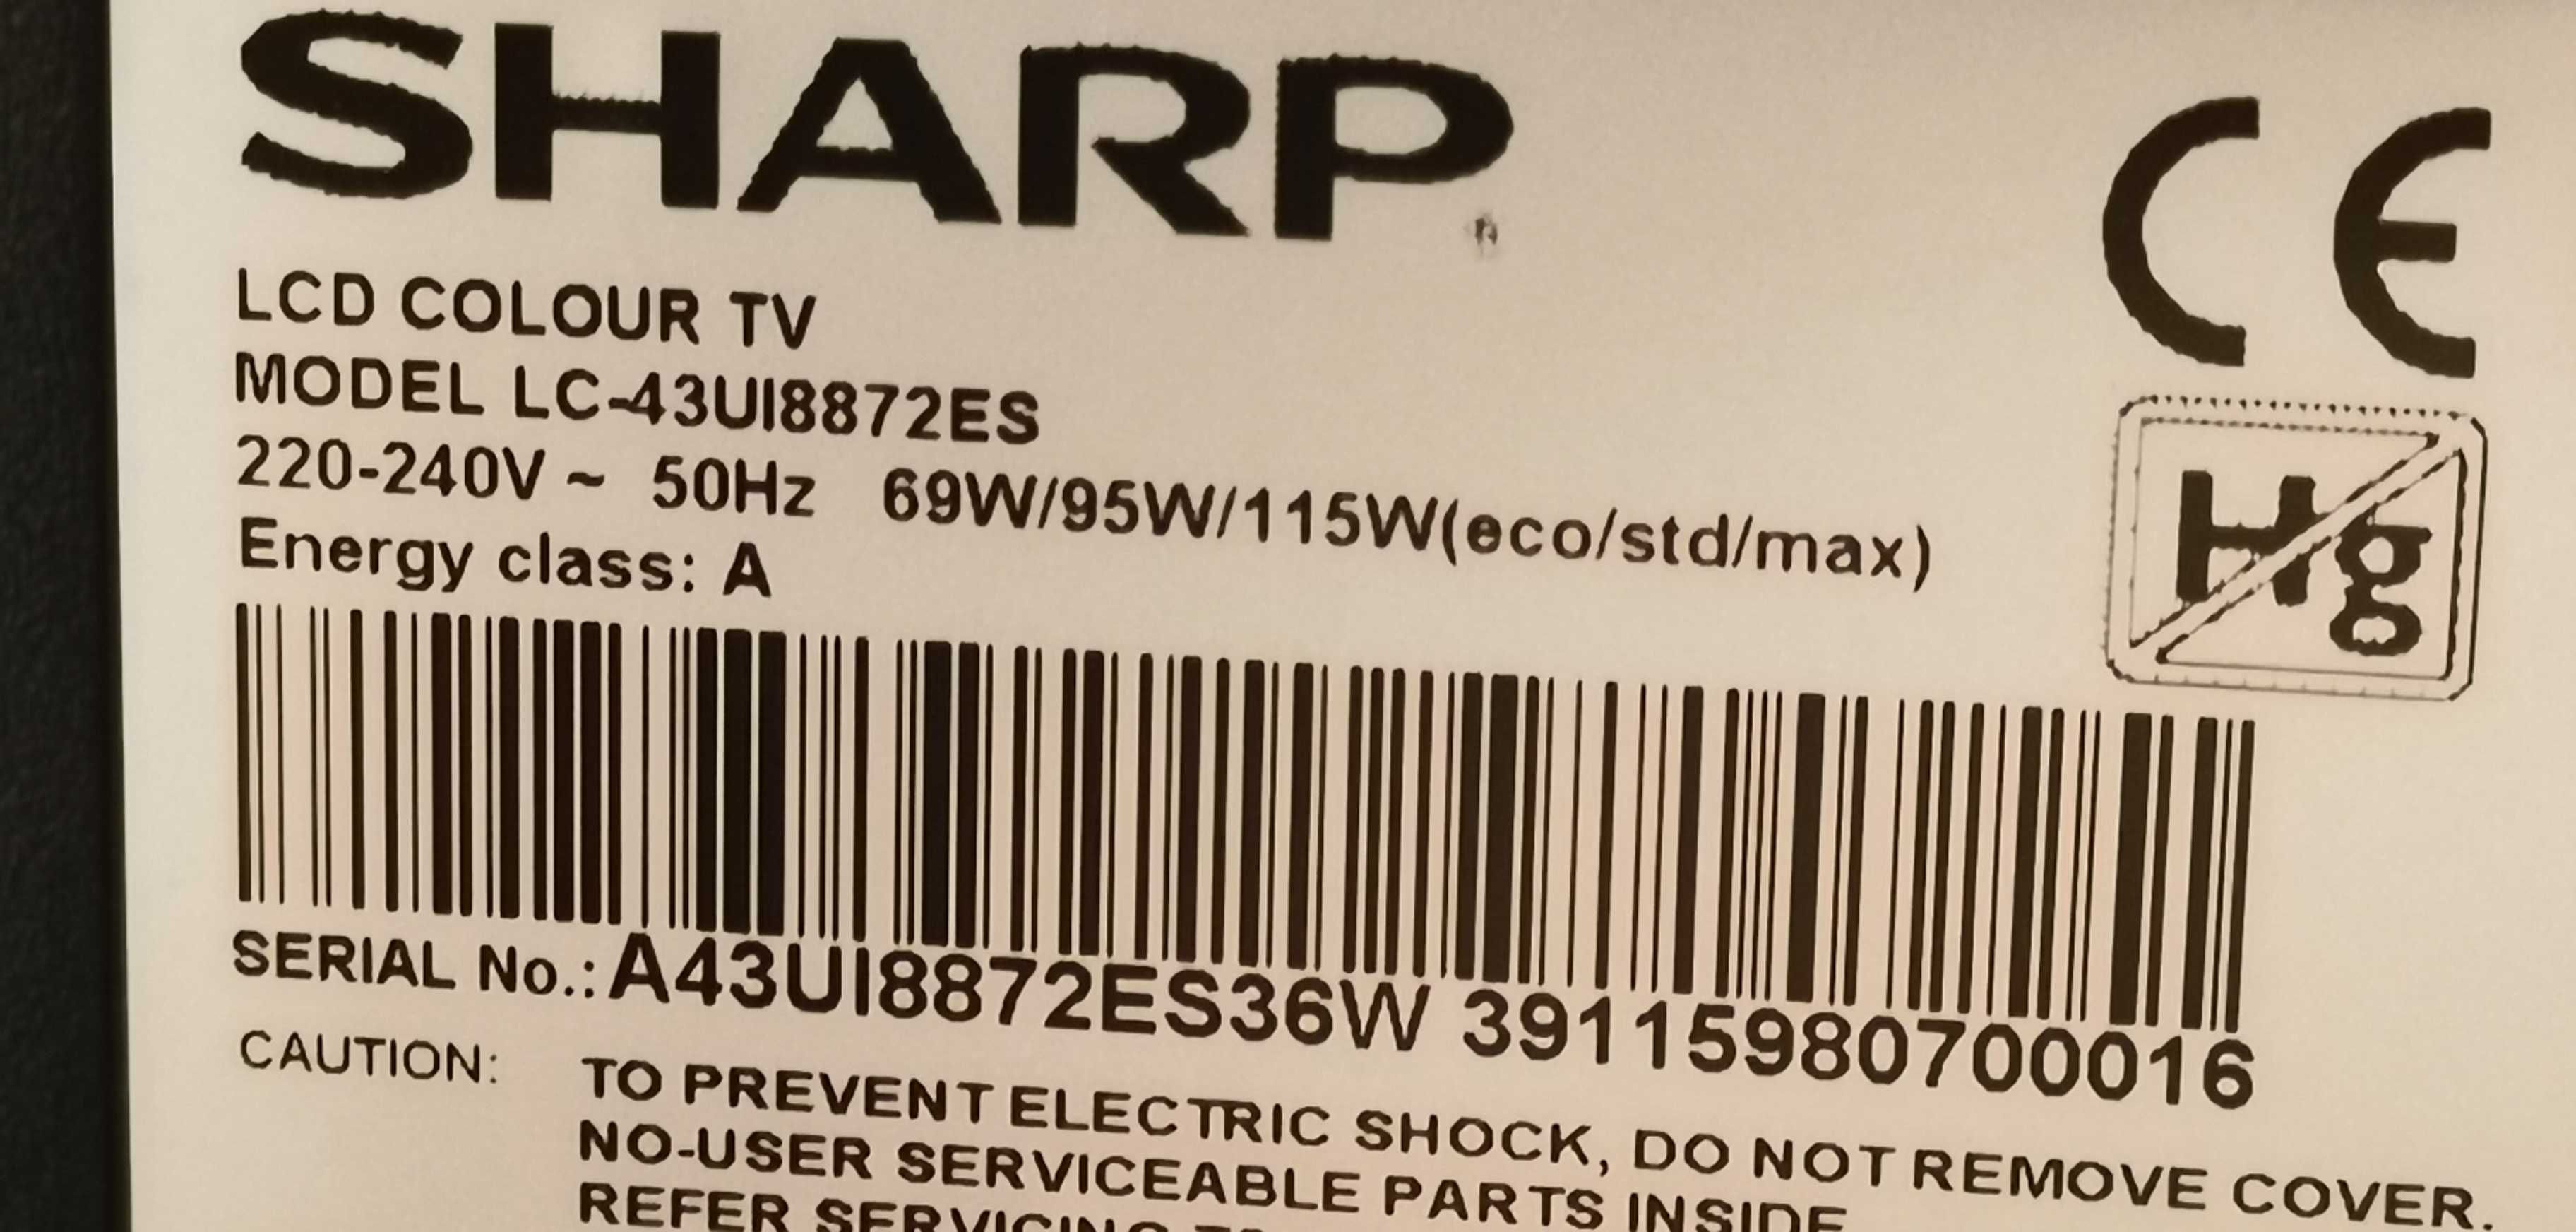 SHARP
CE
LCD COLOUR TV
MODEL LC-43UI8872ES
220-240V ~ 50Hz 69W/95W/115W(eco/std/max)
Energy class: A
Hg
SERIAL No.: A43UI8872ES36W 39115980700016
CAUTION: TO PREVENT ELECTRIC SHOCK, DO NOT REMOVE COVER.
NO-USER SERVICEABLE PARTS INSIDE
REFER SERVICING